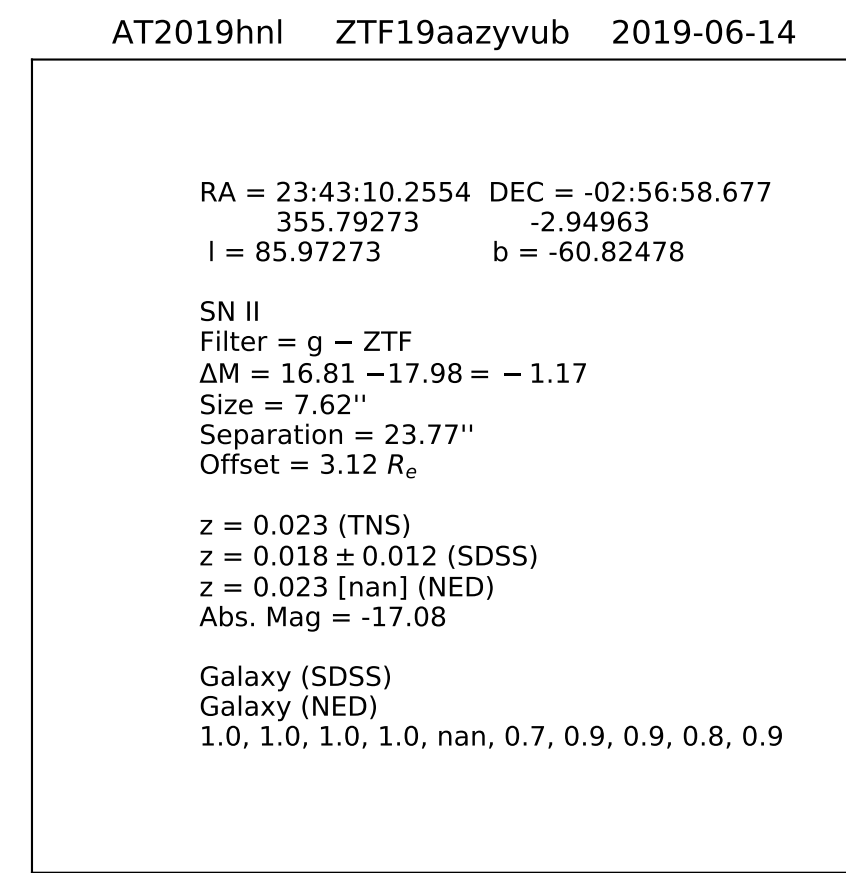 AT2019hnl ZTF19aazyvub 2019-06-14
RA = 23:43:10.2554 DEC = -02:56:58.677
355.79273 -2.94963
l = 85.97273 b = -60.82478
SN II
Filter = g − ZTF
ΔM = 16.81 −17.98 = − 1.17
Size = 7.62''
Separation = 23.77''
Offset = 3.12 Re
z = 0.023 (TNS)
z = 0.018 ± 0.012 (SDSS)
z = 0.023 [nan] (NED)
Abs. Mag = -17.08
Galaxy (SDSS)
Galaxy (NED)
1.0, 1.0, 1.0, 1.0, nan, 0.7, 0.9, 0.9, 0.8, 0.9